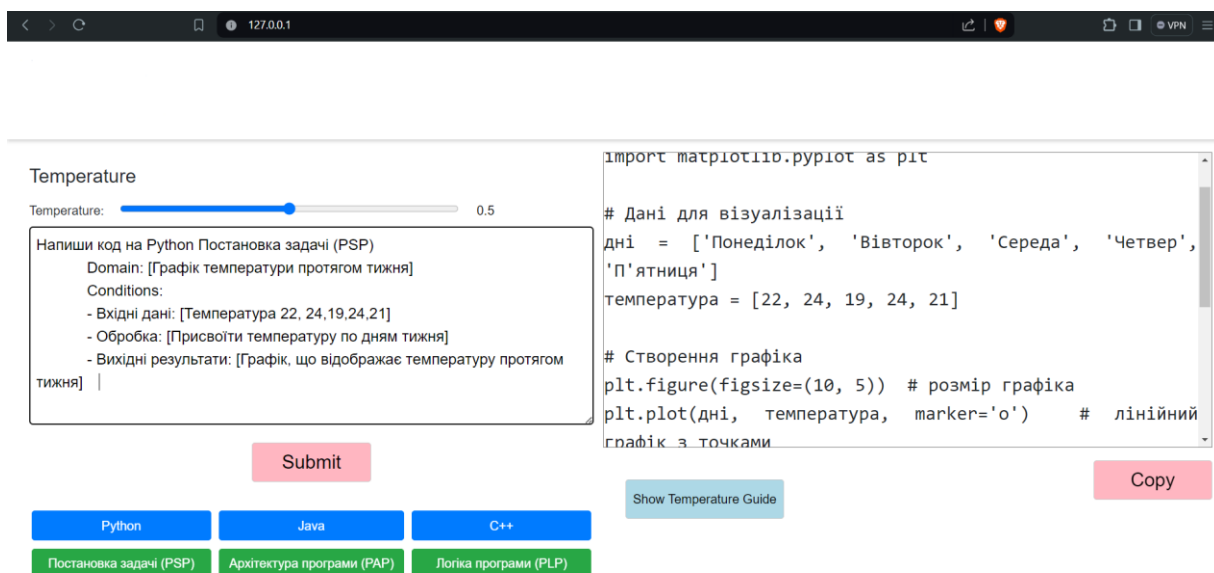 127.0.0.1
VPN
Temperature
Temperature:
0.5
Напиши код на Python Постановка задачі (PSP)
Domain: [Графік температури протягом тижня]
Conditions:
- Вхідні дані: [Температура 22, 24,19,24,21]
- Обробка: [Присвоїти температуру по дням тижня]
- Вихідні результати: [Графік, що відображає температуру протягом
тижня]
Submit
Python
Java
C++
Постановка задачі (PSP)
Архітектура програми (PAP)
Логіка програми (PLP)
import matplotlib.pyplot as plt
# Дані для візуалізації
дні = ['Понеділок', 'Вівторок', 'Середа', 'Четвер',
'П'ятниця']
температура = [22, 24, 19, 24, 21]
# Створення графіка
plt.figure(figsize=(10, 5)) # розмір графіка
plt.plot(дні, температура, marker='o') # лінійний
графік з точками
Show Temperature Guide
Copy